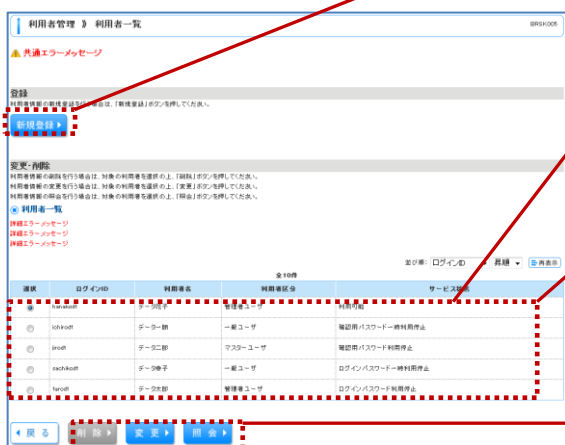 利用者管理 》 利用者一覧
BRSK005
共通エラーメッセージ
登録
利用者情報の新規登録を行う場合は、「新規登録」ボタンを押してください。
新規登録
変更・削除
利用者情報の削除を行う場合は、対象の利用者を選択の上、「削除」ボタンを押してください。
利用者情報の変更を行う場合は、対象の利用者を選択の上、「変更」ボタンを押してください。
利用者情報の照会を行う場合は、対象の利用者を選択の上、「照会」ボタンを押してください。
利用者一覧
詳細エラーメッセージ
詳細エラーメッセージ
詳細エラーメッセージ
並び順: ログインID 昇順 再表示
全10件
選択 ログインID 利用者名 利用者区分 サービス状態
hanakodt データ花子 管理者ユーザ 利用可能
ichirodt データ一郎 一般ユーザ 確認用パスワード一時利用停止
jirodt データ二郎 マスターユーザ 確認用パスワード利用停止
sachikodt データ幸子 一般ユーザ ログインパスワード一時利用停止
tarodt データ太郎 管理者ユーザ ログインパスワード利用停止
戻る 削除 変更 照会